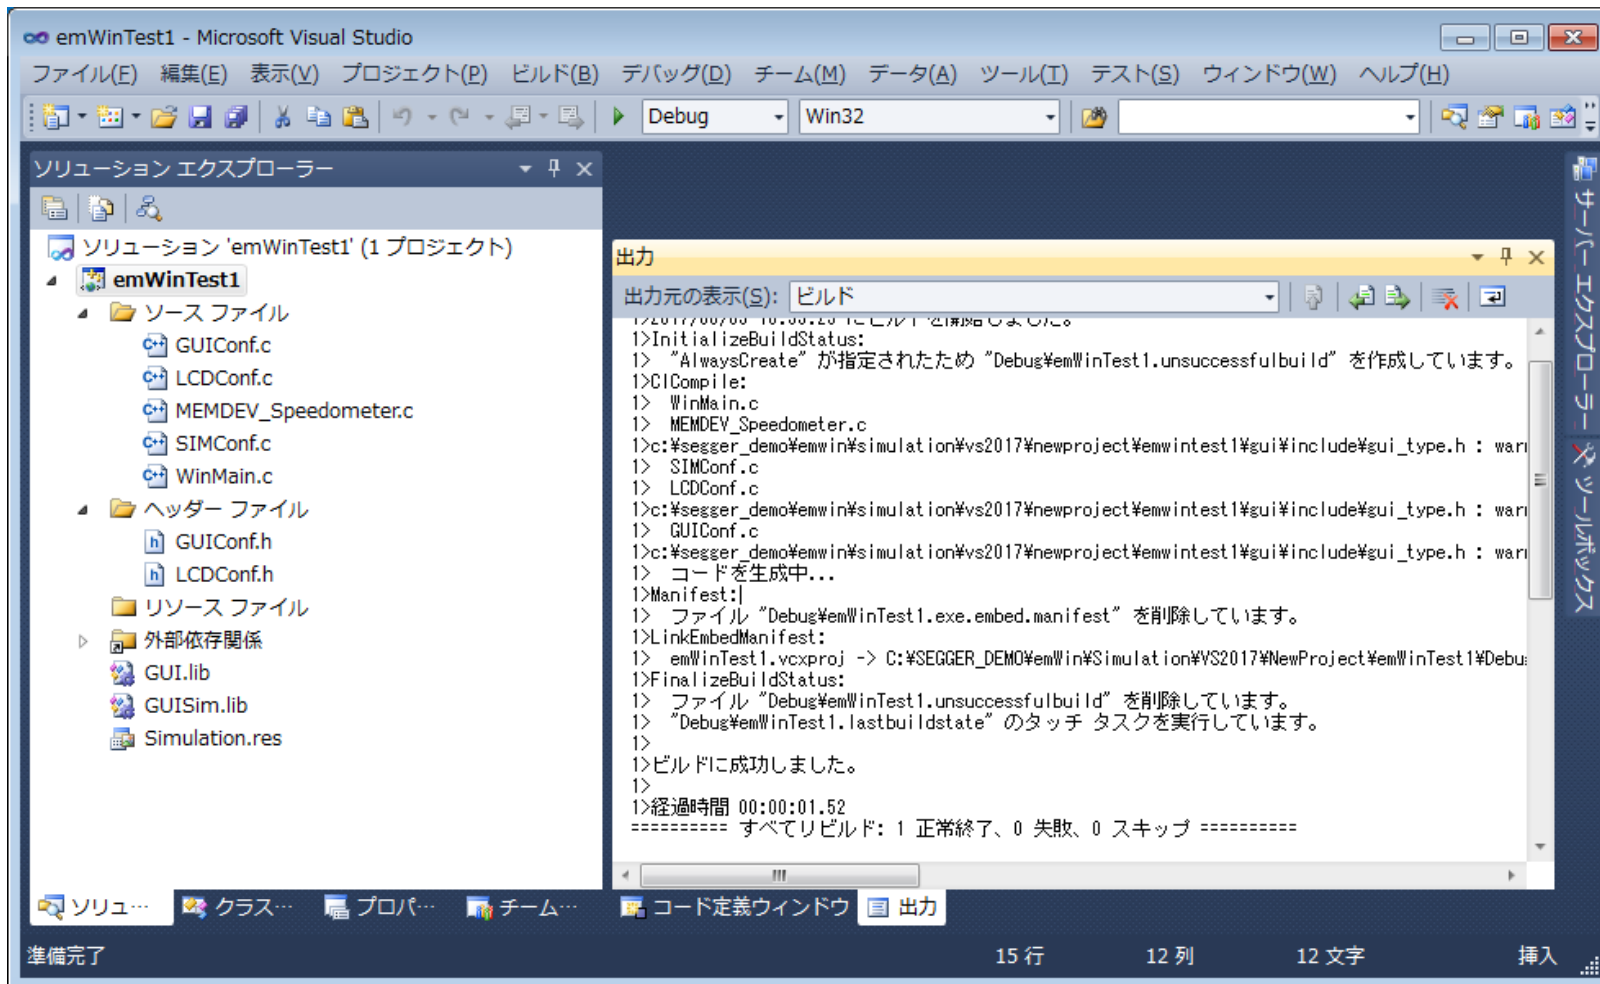 emWinTest1 - Microsoft Visual Studio
ファイル(F) 編集(E) 表示(V) プロジェクト(P) ビルド(B) デバッグ(D) チーム(M) データ(A) ツール(T) テスト(S) ウィンドウ(W) ヘルプ(H)
Debug Win32
ソリューション エクスプローラー
ソリューション 'emWinTest1' (1 プロジェクト)
emWinTest1
ソース ファイル
GUIConf.c
LCDConf.c
MEMDEV_Speedometer.c
SIMConf.c
WinMain.c
ヘッダー ファイル
GUIConf.h
LCDConf.h
リソース ファイル
外部依存関係
GUI.lib
GUISim.lib
Simulation.res
ソリュ… クラス… プロパ… チーム…
出力
出力元の表示(S): ビルド
にビルドを開始しました。
1>InitializeBuildStatus:
1>  "AlwaysCreate" が指定されたため "Debug¥emWinTest1.unsuccessfulbuild" を作成しています。
1>ClCompile:
1>  WinMain.c
1>  MEMDEV_Speedometer.c
1>c:¥segger_demo¥emwin¥simulation¥vs2017¥newproject¥emwintest1¥gui¥include¥gui_type.h : warn
1>  SIMConf.c
1>  LCDConf.c
1>c:¥segger_demo¥emwin¥simulation¥vs2017¥newproject¥emwintest1¥gui¥include¥gui_type.h : warn
1>  GUIConf.c
1>c:¥segger_demo¥emwin¥simulation¥vs2017¥newproject¥emwintest1¥gui¥include¥gui_type.h : warn
1>  コードを生成中...
1>Manifest:
1>  ファイル "Debug¥emWinTest1.exe.embed.manifest" を削除しています。
1>LinkEmbedManifest:
1>  emWinTest1.vcxproj -> C:¥SEGGER_DEMO¥emWin¥Simulation¥VS2017¥NewProject¥emWinTest1¥Debug
1>FinalizeBuildStatus:
1>  ファイル "Debug¥emWinTest1.unsuccessfulbuild" を削除しています。
1>  "Debug¥emWinTest1.lastbuildstate" のタッチ タスクを実行しています。
1>
1>ビルドに成功しました。
1>
1>経過時間 00:00:01.52
========== すべてリビルド: 1 正常終了、0 失敗、0 スキップ ==========
コード定義ウィンドウ 出力
サーバー エクスプローラー
ツールボックス
準備完了 15 行 12 列 12 文字 挿入